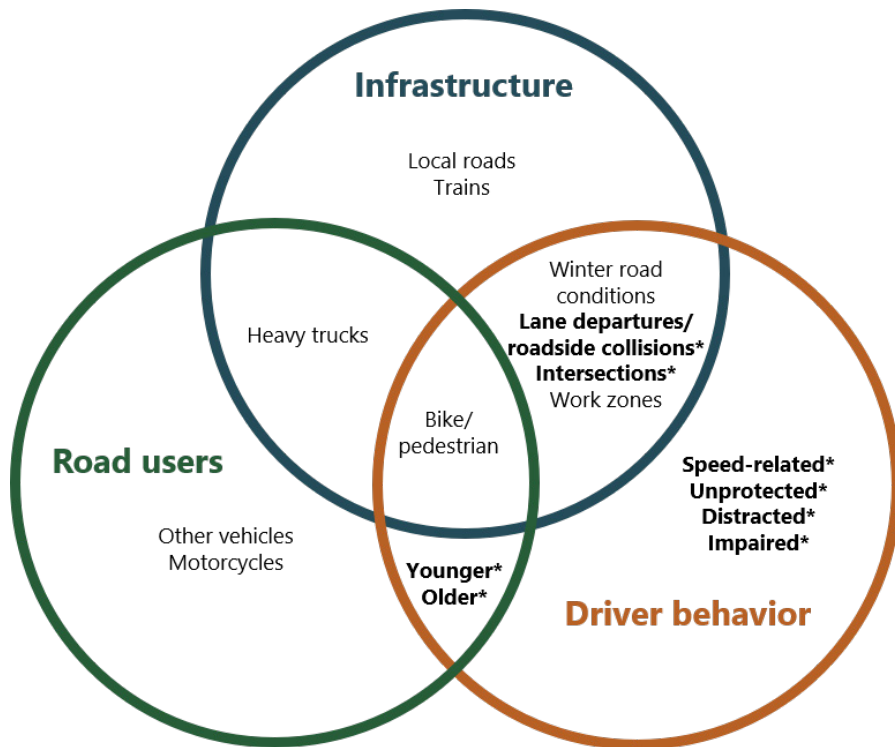 Infrastructure
Local roads
Trains
Winter road
conditions
Lane departures/
roadside collisions*
Intersections*
Work zones
Heavy trucks
Bike/
pedestrian
Road users
Other vehicles
Motorcycles
Speed-related*
Unprotected*
Distracted*
Impaired*
Younger*
Older*
Driver behavior